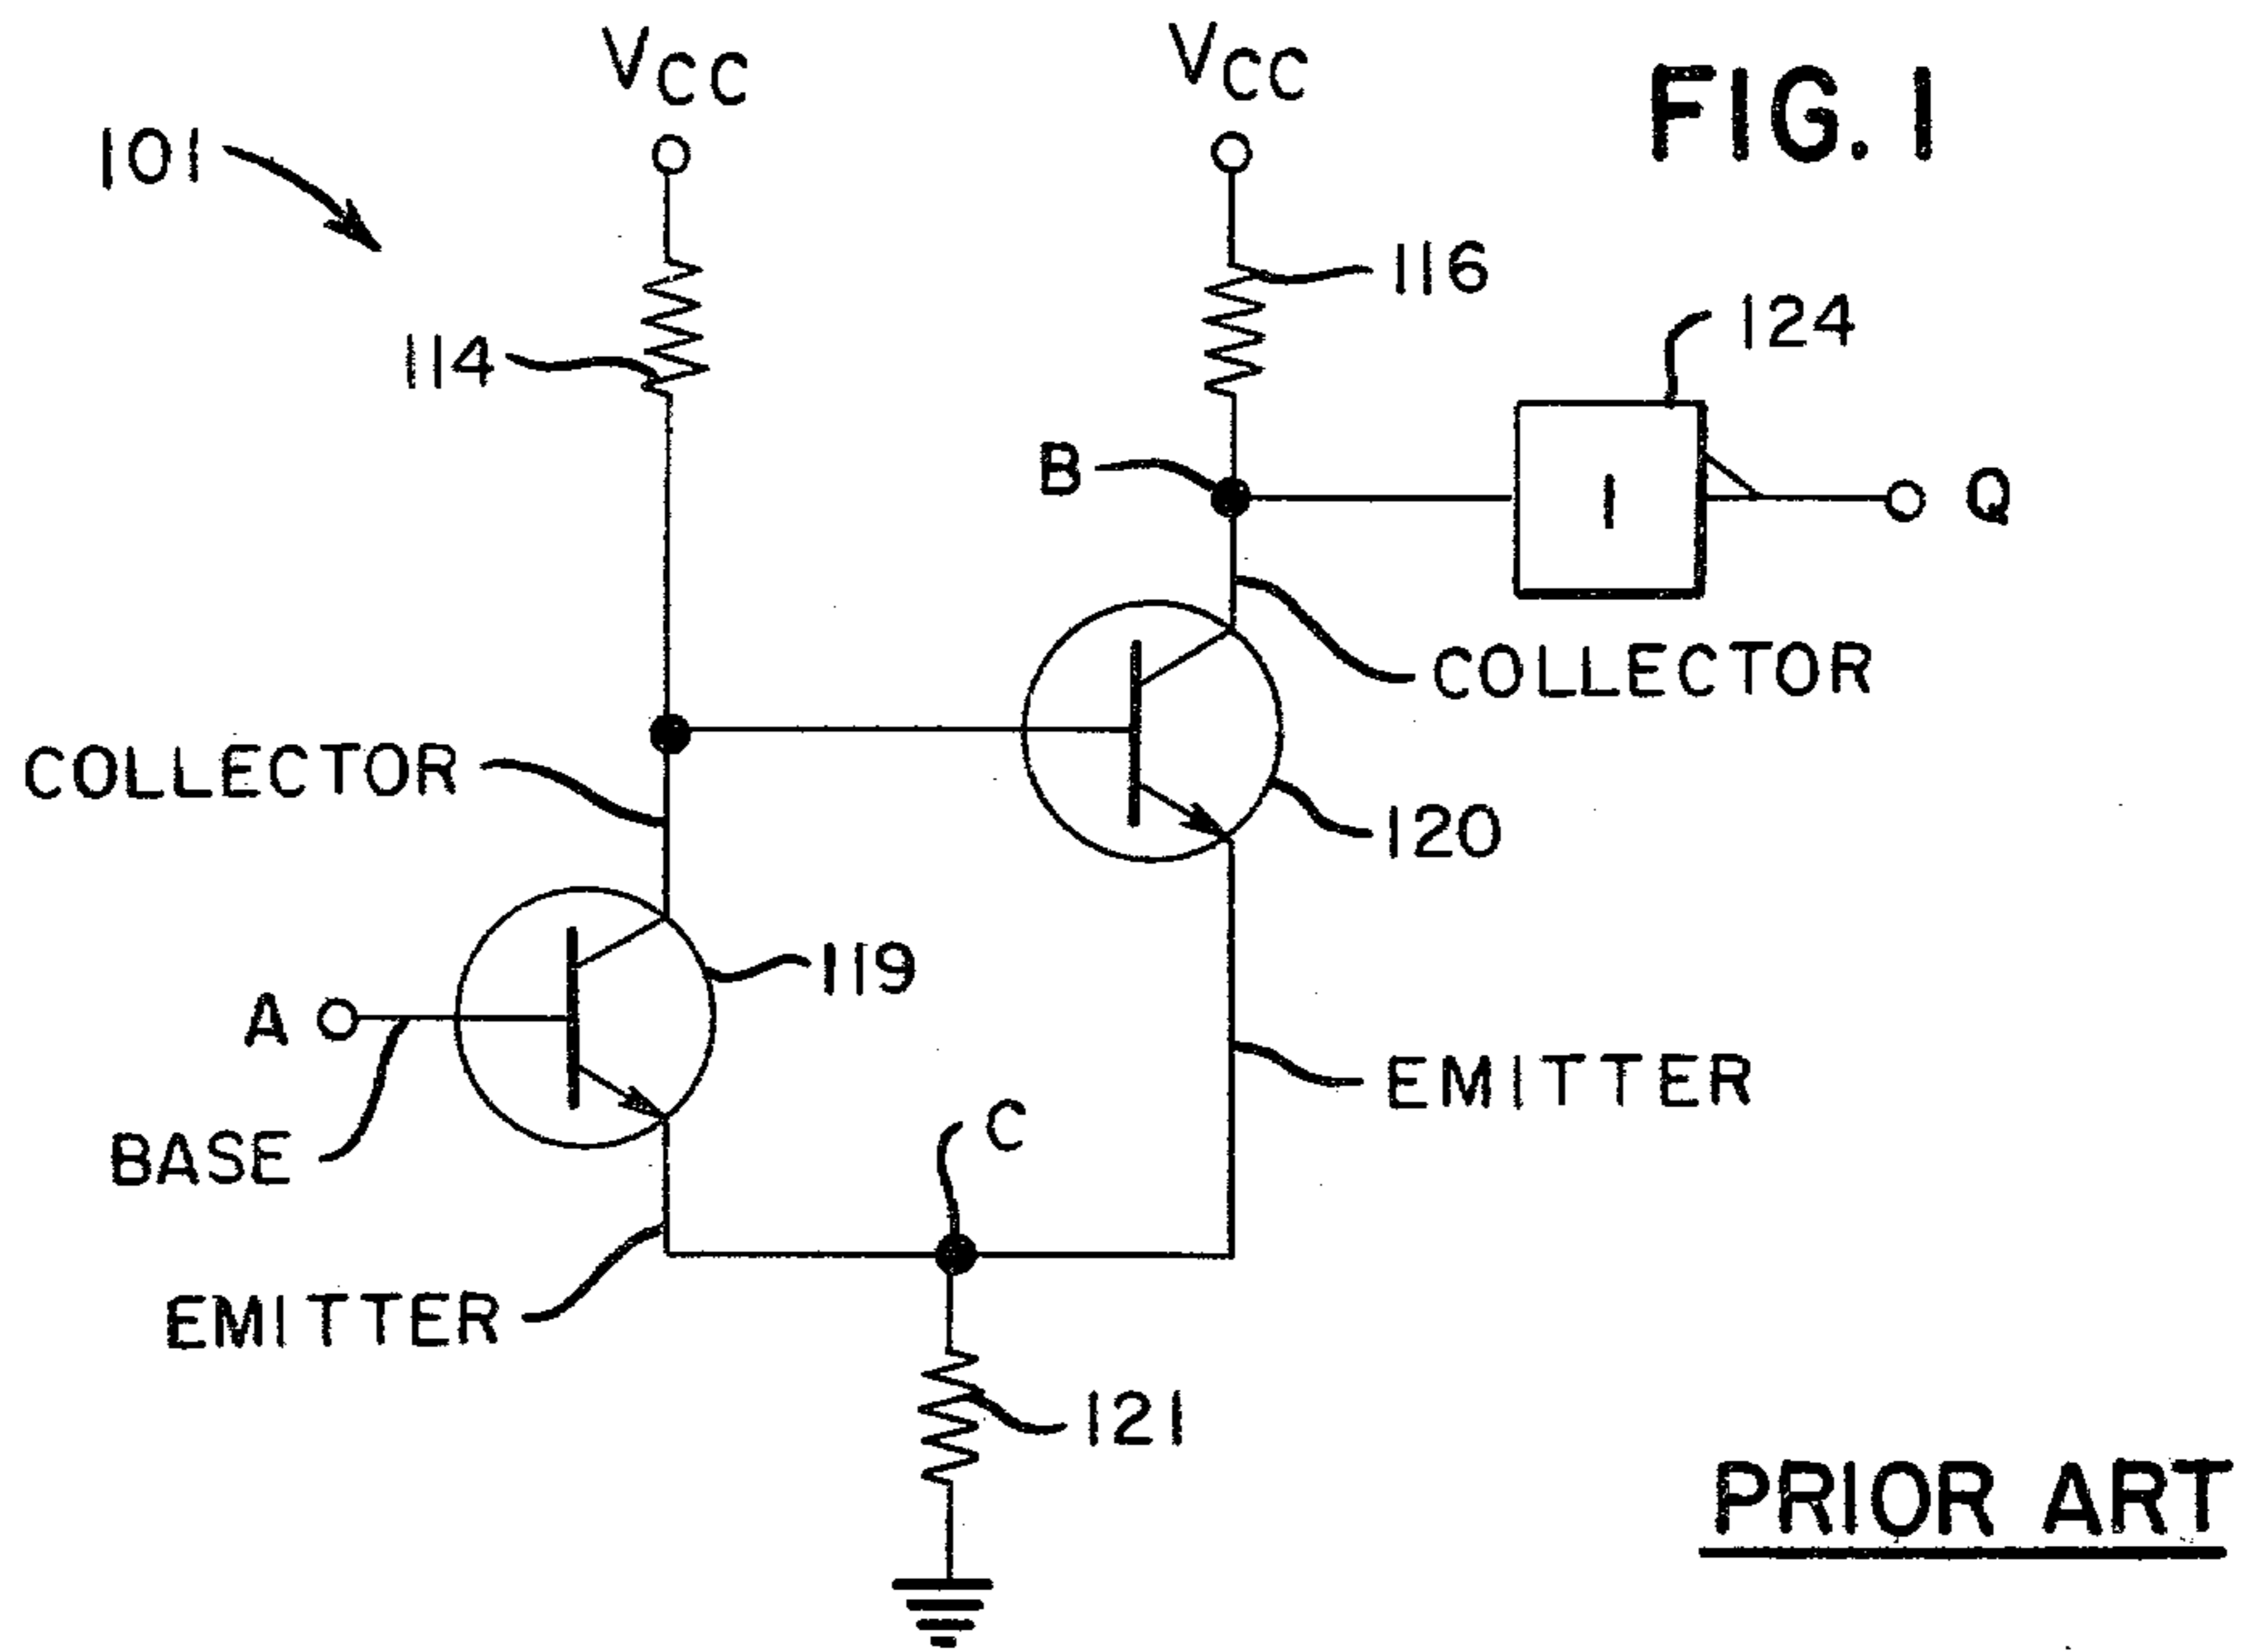 VCC
VCC
FIG. 1
101
116
124
114
B
1
Q
COLLECTOR
COLLECTOR
120
119
A
EMITTER
C
BASE
EMITTER
121
PRIOR ART